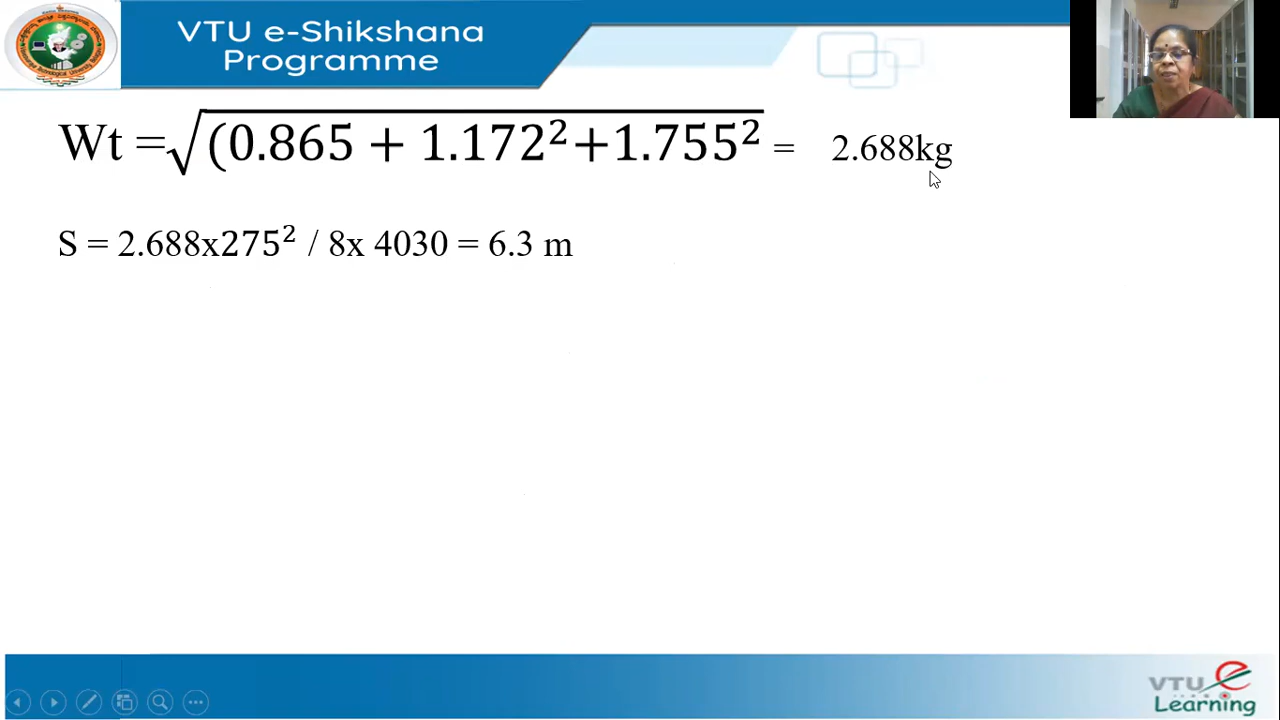 VTU e-Shikshana
Programme
Wt =√(0.865 + 1.172²+1.755² = 2.688kg
S = 2.688x275² / 8x 4030 = 6.3 m
VTU
Learning